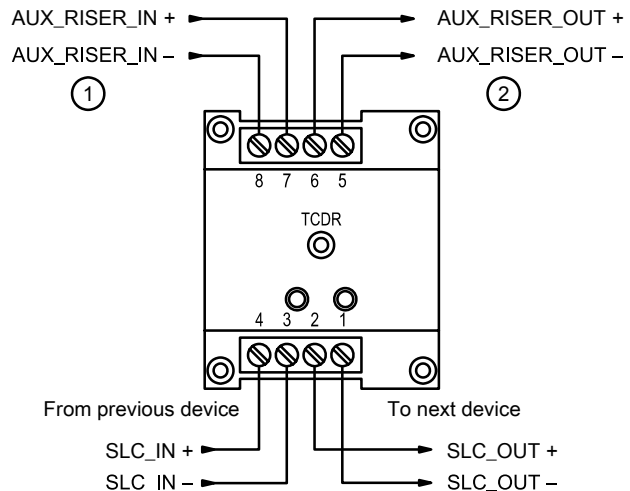 AUX_RISER_IN + AUX_RISER_OUT +
AUX_RISER_IN – AUX_RISER_OUT –
1 2
8 7 6 5
TCDR
4 3 2 1
From previous device To next device
SLC_IN + SLC_OUT +
SLC IN – SLC_OUT –